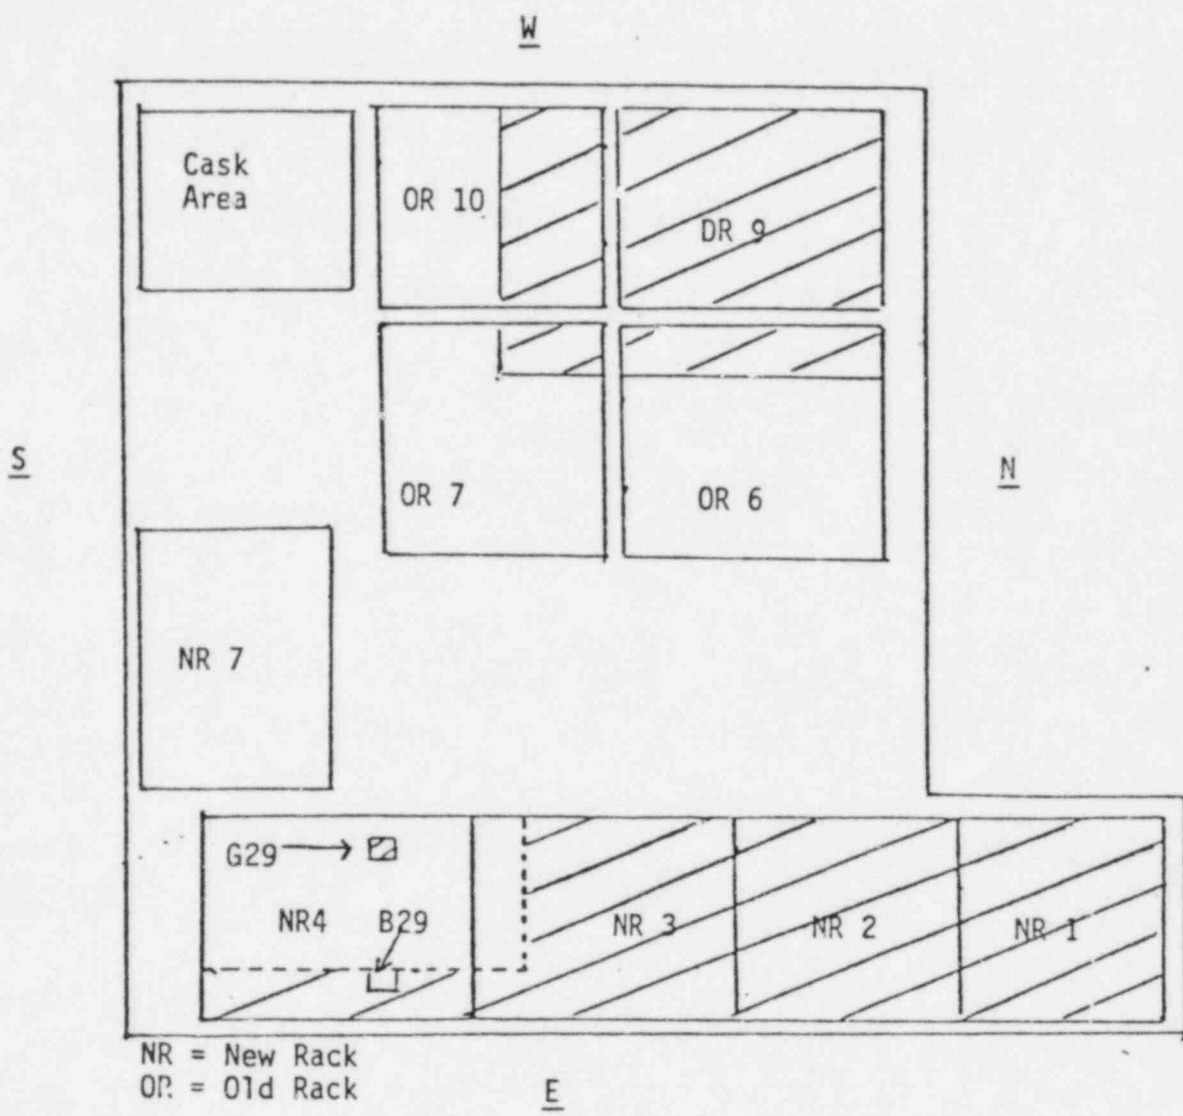 W
Cask
Area
OR 10
DR 9
S
OR 7
OR 6
N
NR 7
G29
NR4
B29
NR 3
NR 2
NR 1
NR = New Rack
OR = Old Rack
E